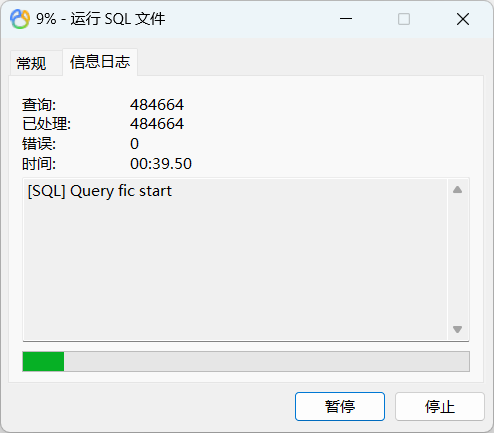 9% - 运行 SQL 文件
常规 信息日志
查询: 484664
已处理: 484664
错误: 0
时间: 00:39.50
[SQL] Query fic start
暂停 停止